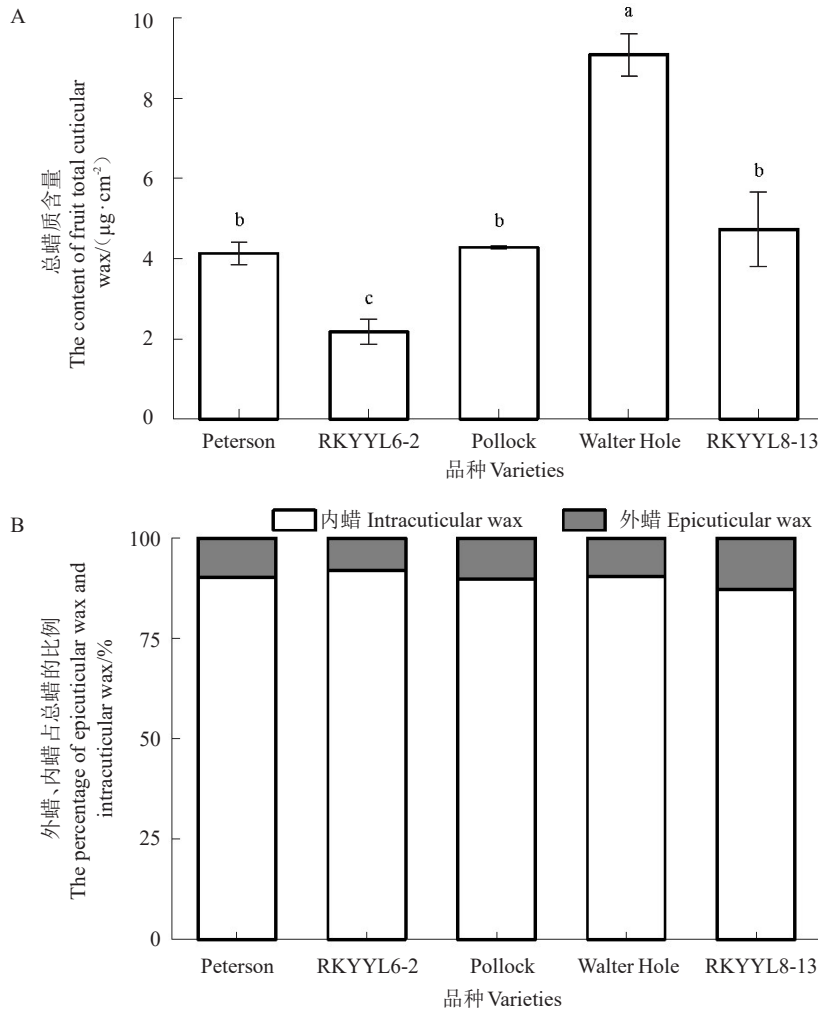 A
总蜡质含量
The content of fruit total cuticular
wax/(μg·cm-2)
10
8
6
4
2
0
b
c
b
a
b
Peterson
RKYYL6-2
Pollock
Walter Hole
RKYYL8-13
品种 Varieties
B
内蜡 Intracuticular wax
外蜡 Epicuticular wax
外蜡、内蜡占总蜡的比例
The percentage of epicuticular wax and
intracuticular wax/%
100
75
50
25
0
Peterson
RKYYL6-2
Pollock
Walter Hole
RKYYL8-13
品种 Varieties